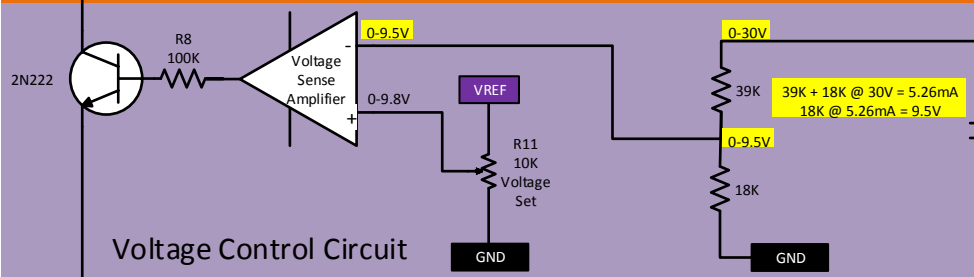 0-9.5V
0-30V
R8
100K
2N222
Voltage
Sense
Amplifier
-
+
0-9.8V
VREF
39K
39K + 18K @ 30V = 5.26mA
18K @ 5.26mA = 9.5V
R11
10K
Voltage
Set
0-9.5V
18K
Voltage Control Circuit
GND
GND